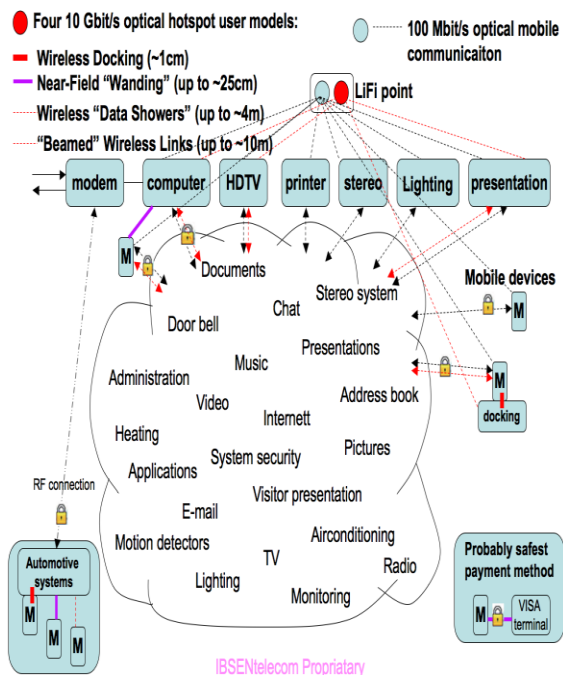 Four 10 Gbit/s optical hotspot user models:
100 Mbit/s optical mobile
communicaiton
Wireless Docking (~1cm)
Near-Field “Wanding” (up to ~25cm)
Wireless “Data Showers” (up to ~4m)
“Beamed” Wireless Links (up to ~10m)
LiFi point
modem
computer
HDTV
printer
stereo
Lighting
presentation
M
Documents
Chat
Stereo system
Mobile devices
M
Door bell
Music
Presentations
M
docking
Administration
Video
Address book
Internett
Heating
System security
Pictures
Applications
Visitor presentation
RF connection
E-mail
Airconditioning
Motion detectors
TV
Radio
Lighting
Monitoring
Automotive
systems
M
M
M
Probably safest
payment method
M
VISA
terminal
IBSENtelecom Propriatary